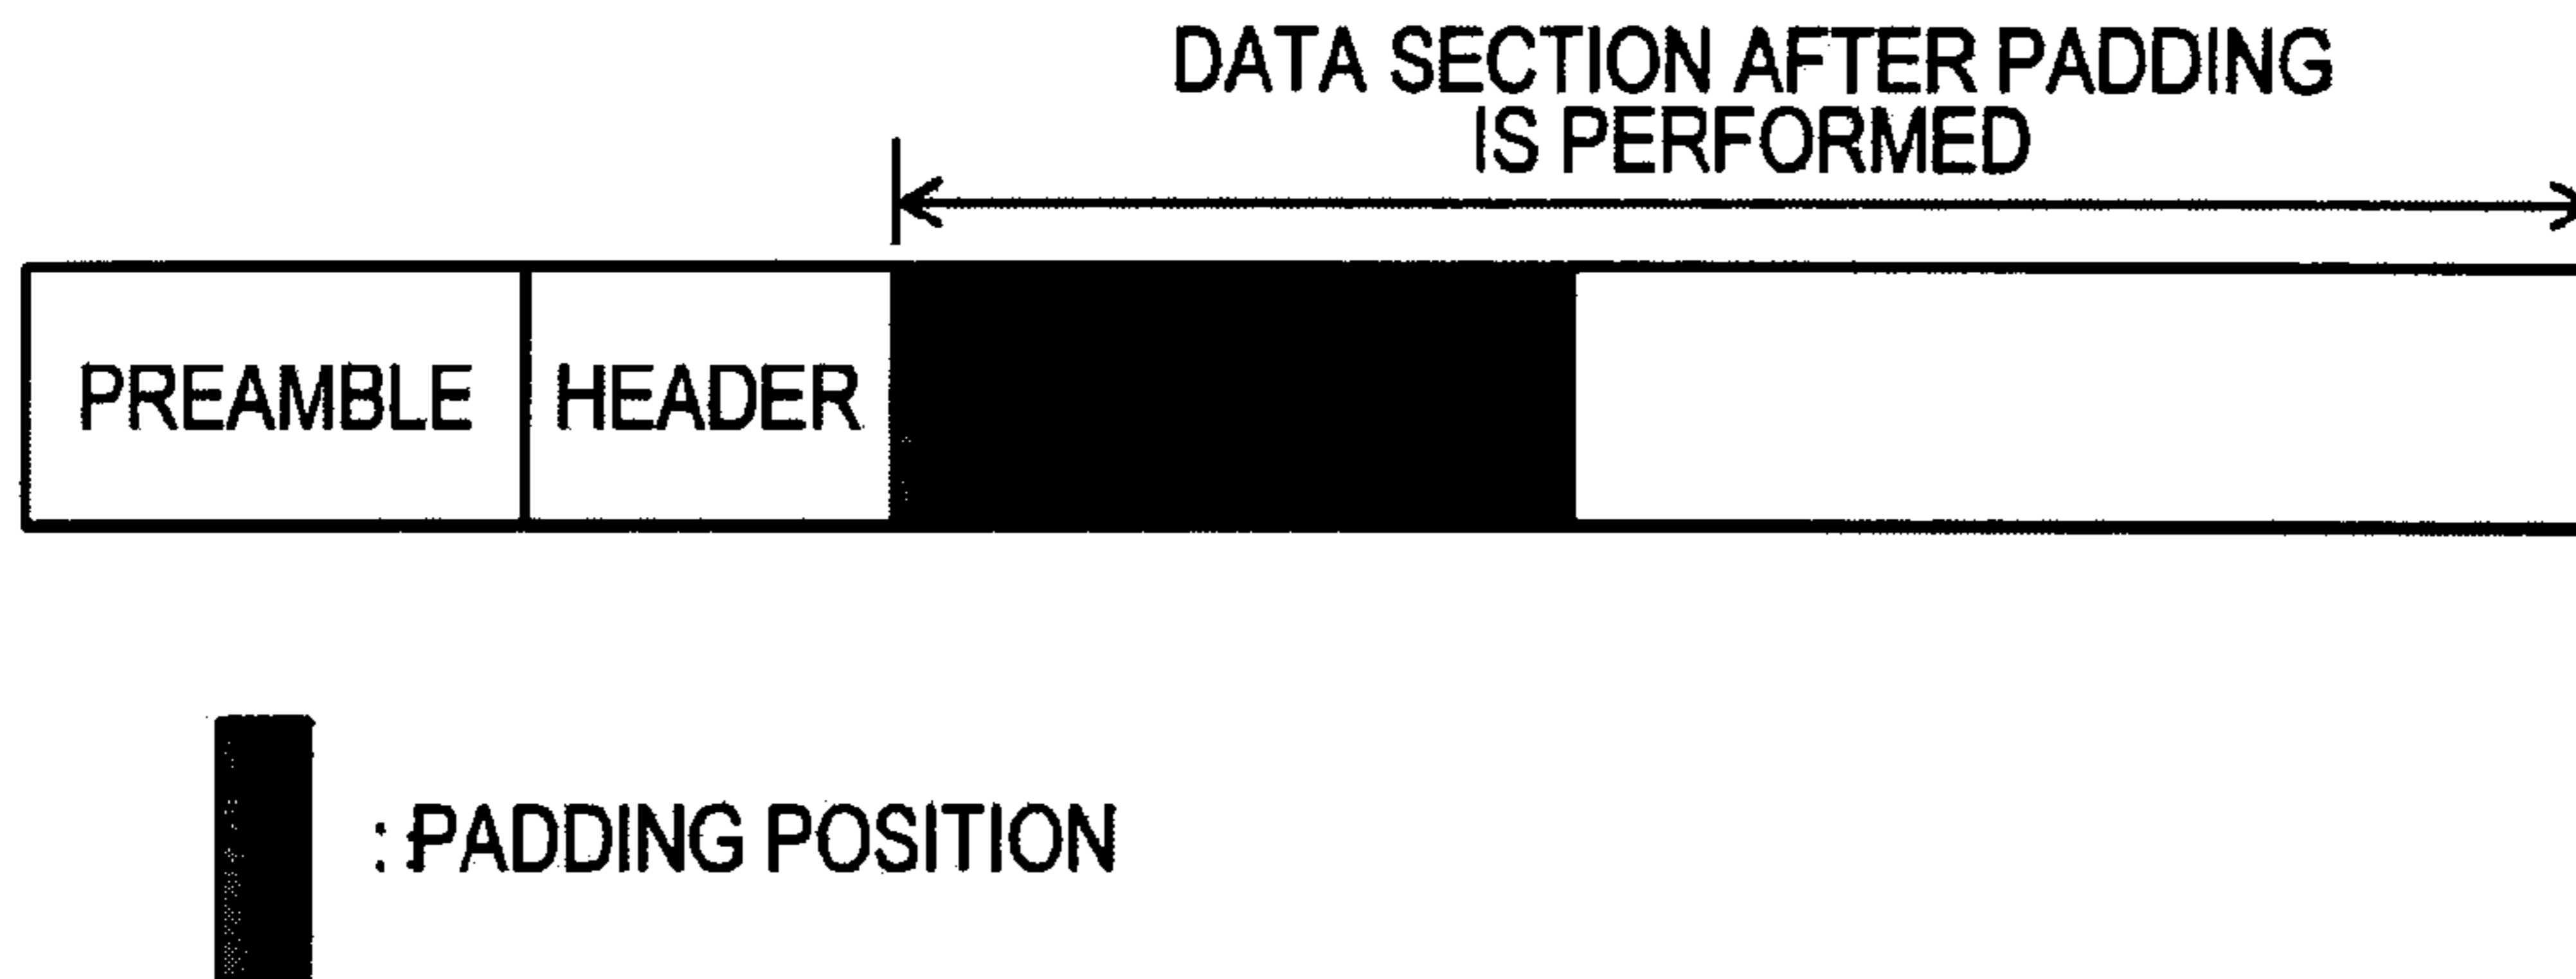 DATA SECTION AFTER PADDING
IS PERFORMED
PREAMBLE HEADER
: PADDING POSITION